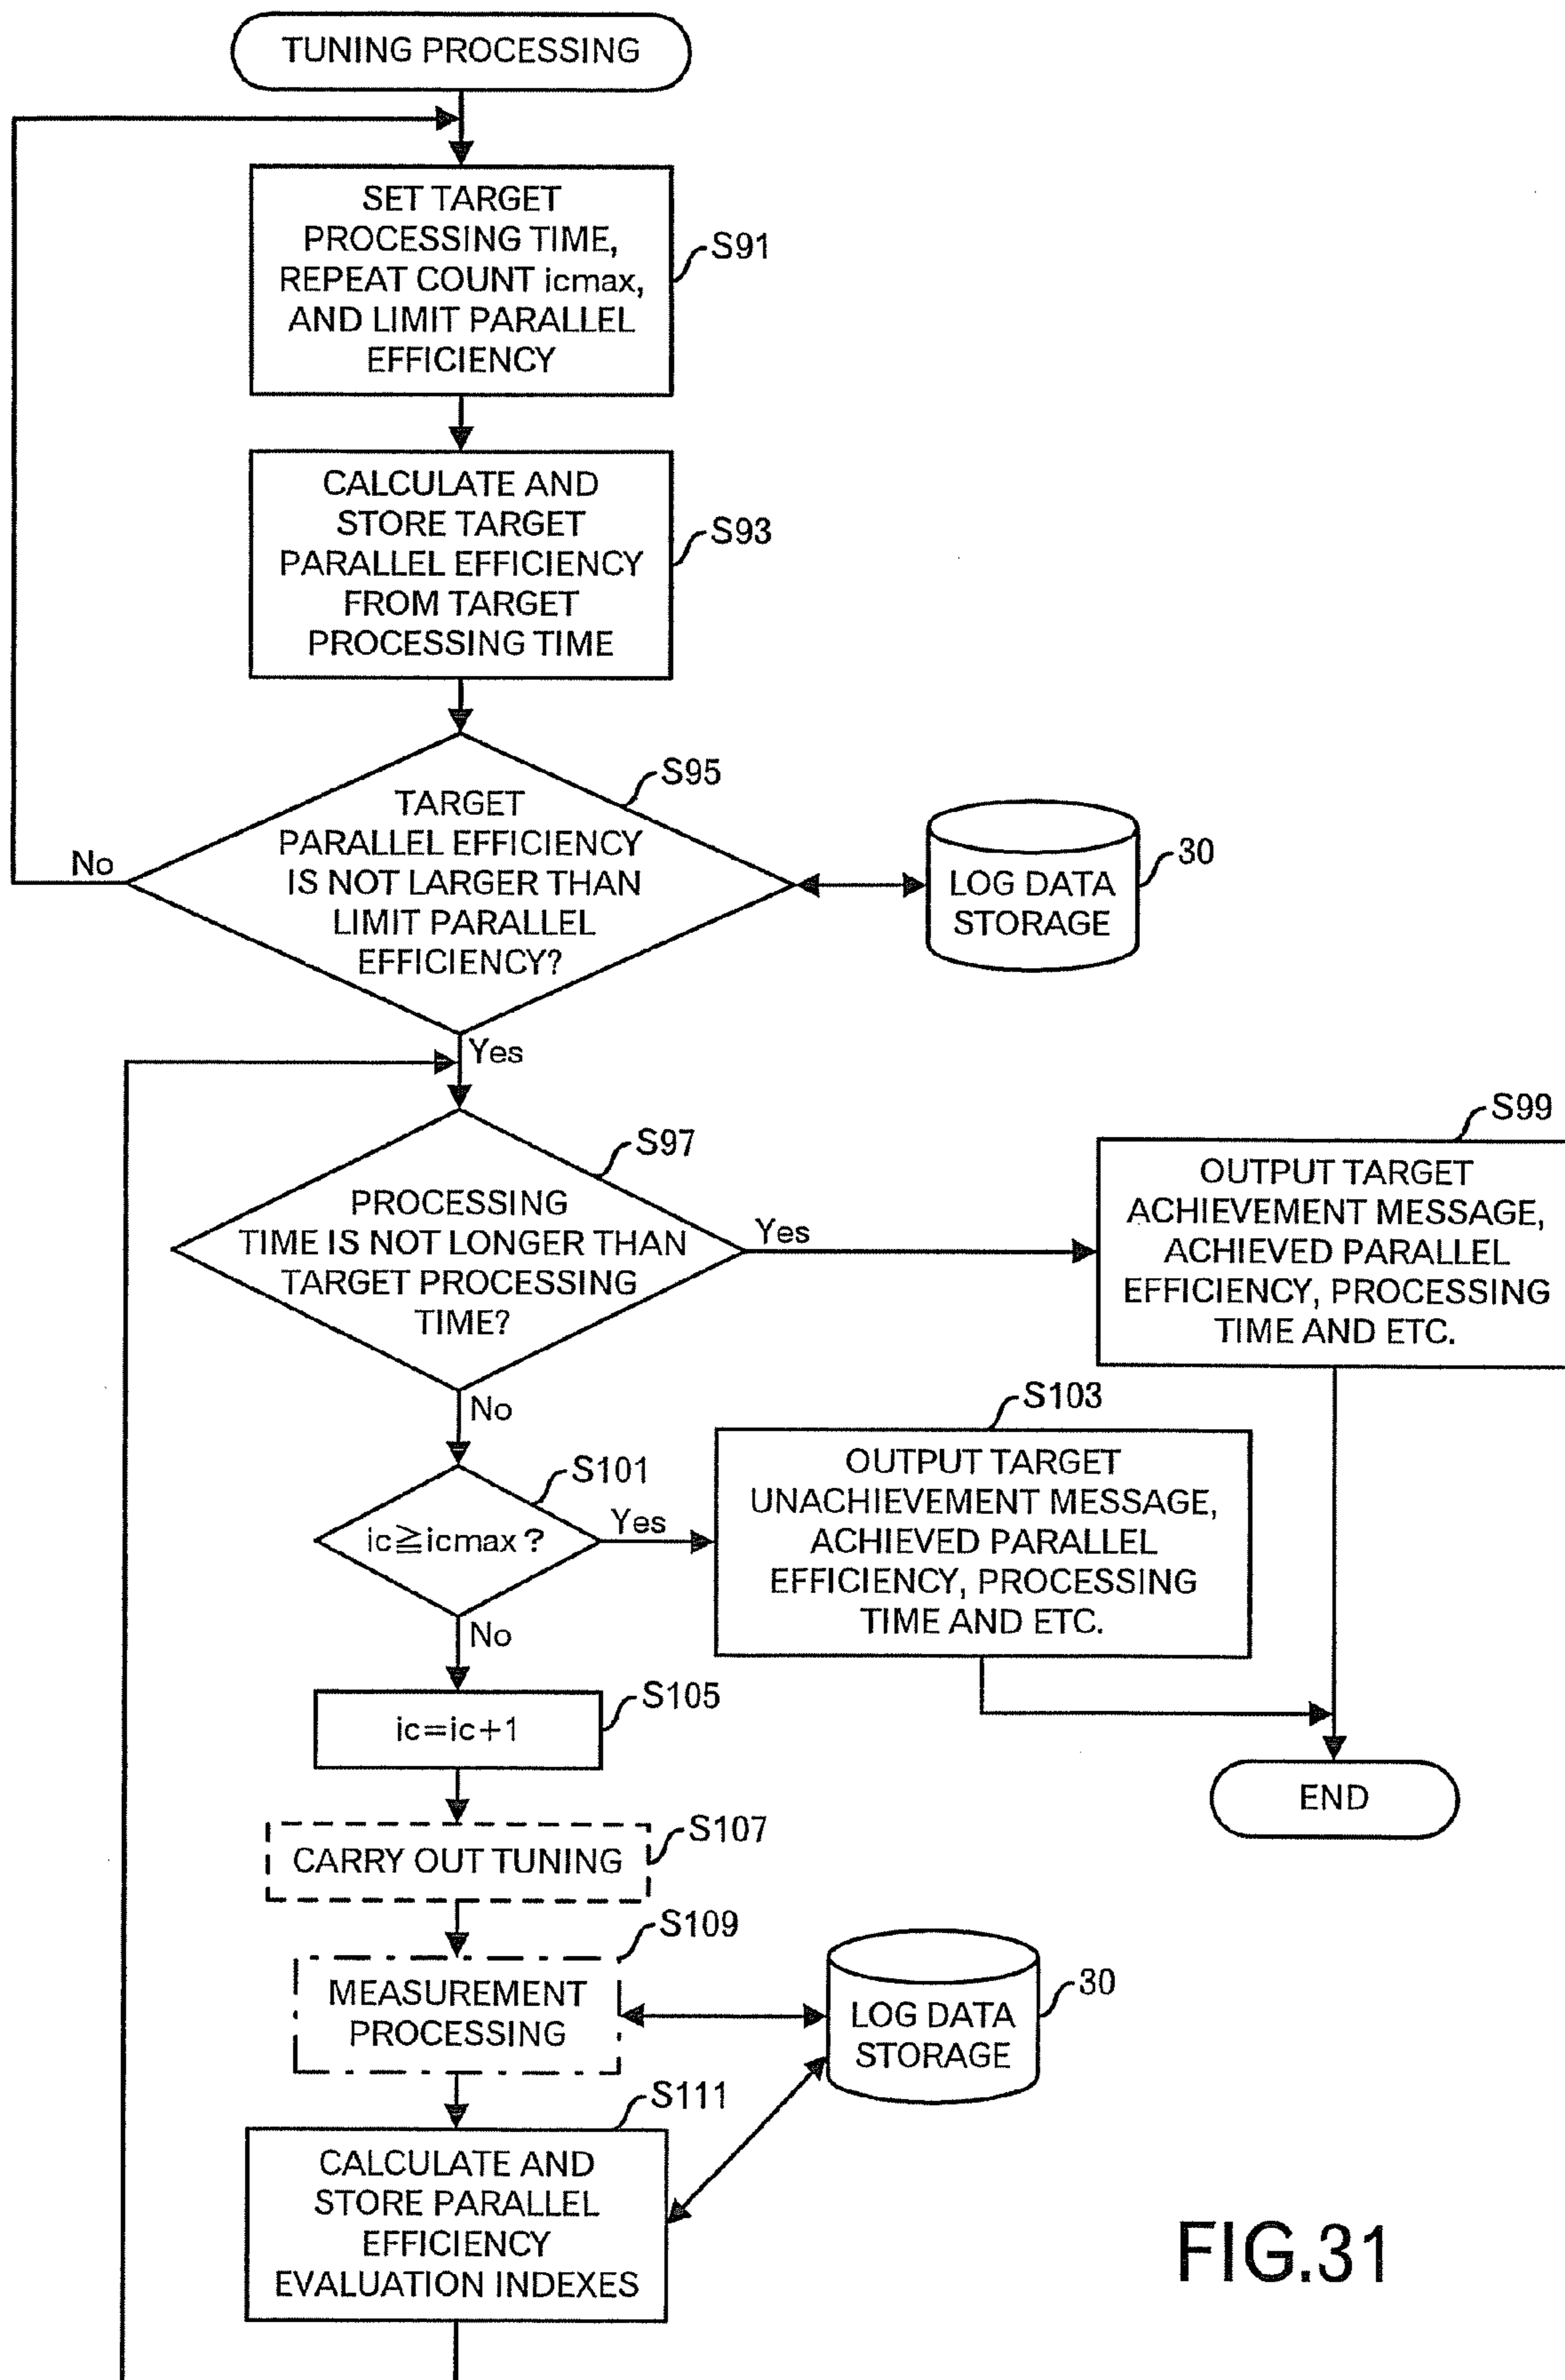 TUNING PROCESSING
SET TARGET
PROCESSING TIME,
REPEAT COUNT icmax,
AND LIMIT PARALLEL
EFFICIENCY
S91
CALCULATE AND
STORE TARGET
PARALLEL EFFICIENCY
FROM TARGET
PROCESSING TIME
S93
S95
TARGET
PARALLEL EFFICIENCY
IS NOT LARGER THAN
LIMIT PARALLEL
EFFICIENCY?
No
30
LOG DATA
STORAGE
Yes
S97
PROCESSING
TIME IS NOT LONGER THAN
TARGET PROCESSING
TIME?
Yes
S99
OUTPUT TARGET
ACHIEVEMENT MESSAGE,
ACHIEVED PARALLEL
EFFICIENCY, PROCESSING
TIME AND ETC.
No
S101
ic≧icmax?
Yes
S103
OUTPUT TARGET
UNACHIEVEMENT MESSAGE,
ACHIEVED PARALLEL
EFFICIENCY, PROCESSING
TIME AND ETC.
No
S105
ic=ic+1
END
S107
CARRY OUT TUNING
S109
MEASUREMENT
PROCESSING
30
LOG DATA
STORAGE
S111
CALCULATE AND
STORE PARALLEL
EFFICIENCY
EVALUATION INDEXES
FIG.31